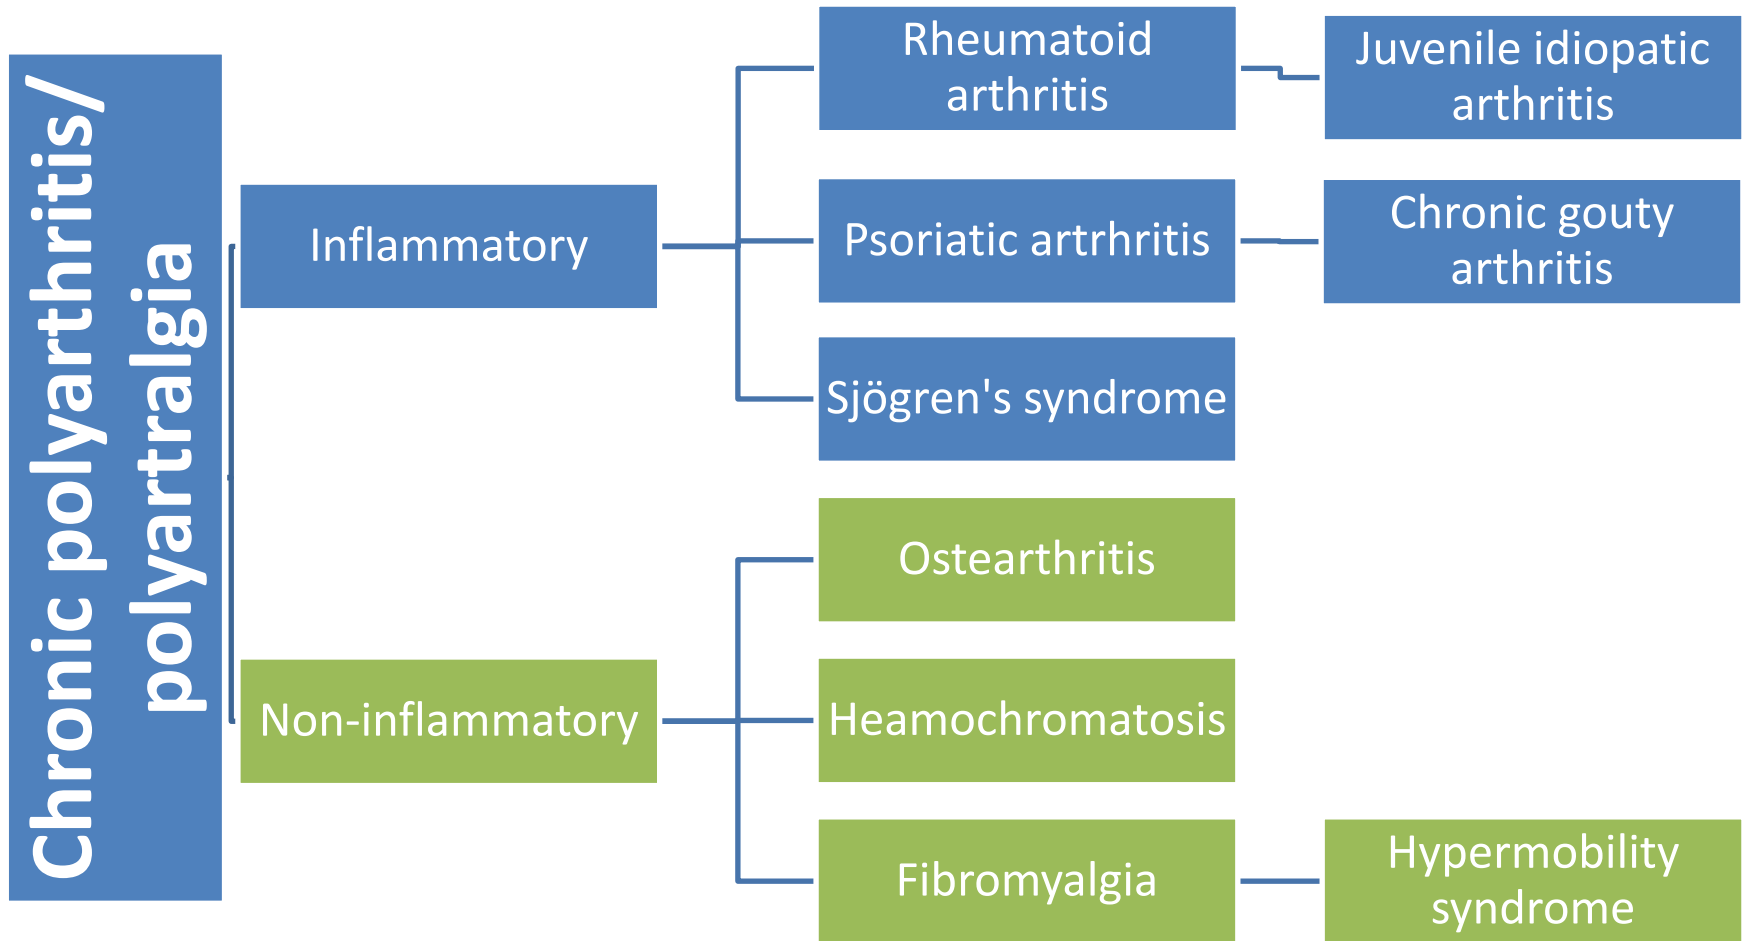 Chronic polyarthritis/
polyartralgia
Inflammatory
Rheumatoid
arthritis
Juvenile idiopatic
arthritis
Psoriatic artrhritis
Chronic gouty
arthritis
Sjögren's syndrome
Non-inflammatory
Ostearthritis
Heamochromatosis
Fibromyalgia
Hypermobility
syndrome